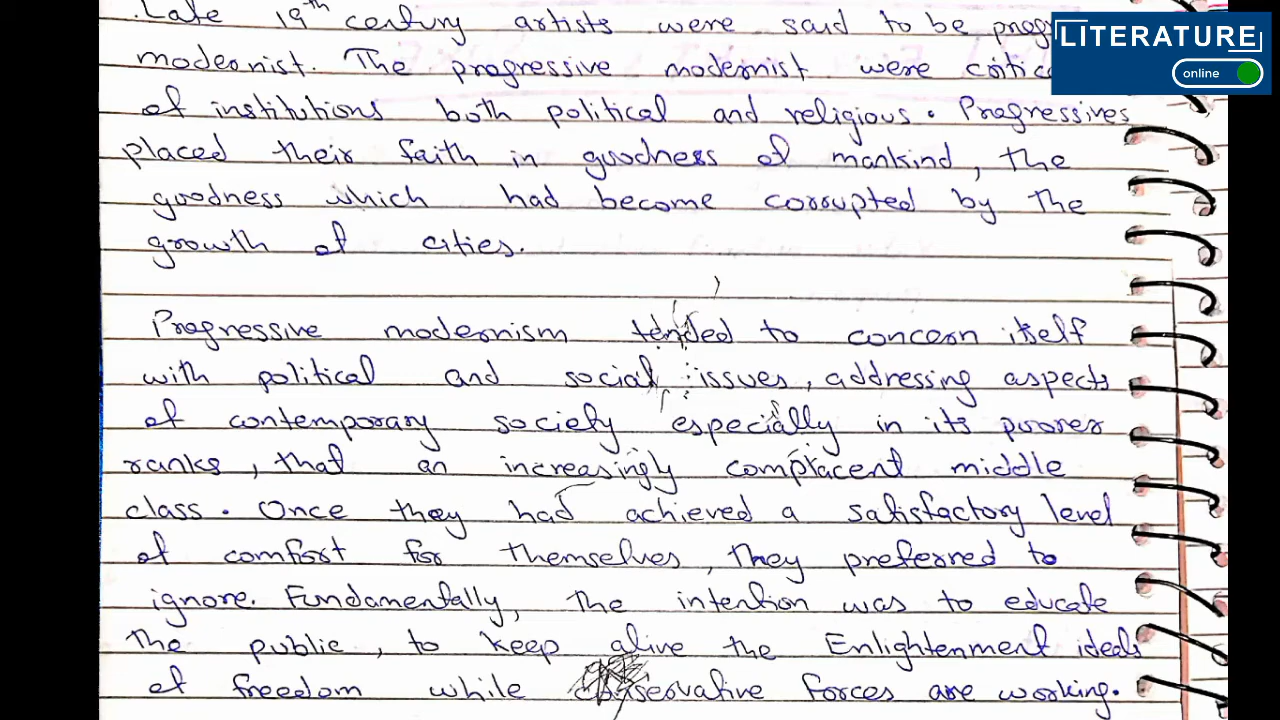 Late 19th century artists were said to be
LITERATURE
online
modernist. The progressive modernist were
of institutions both political and religious. Progressives
placed their faith in goodness of mankind, the
goodness which had become corrupted by the
growth of cities.
Progressive modernism tended to concern itself
with political and social issues, addressing aspects
of contemporary society especially in its poorer
ranks, that an increasingly complacent middle
class. Once they had achieved a satisfactory level
of comfort for themselves, they preferred to
ignore. Fundamentally, the intention was to educate
the public, to keep alive the Enlightenment ideals
of freedom while conservative forces are working.